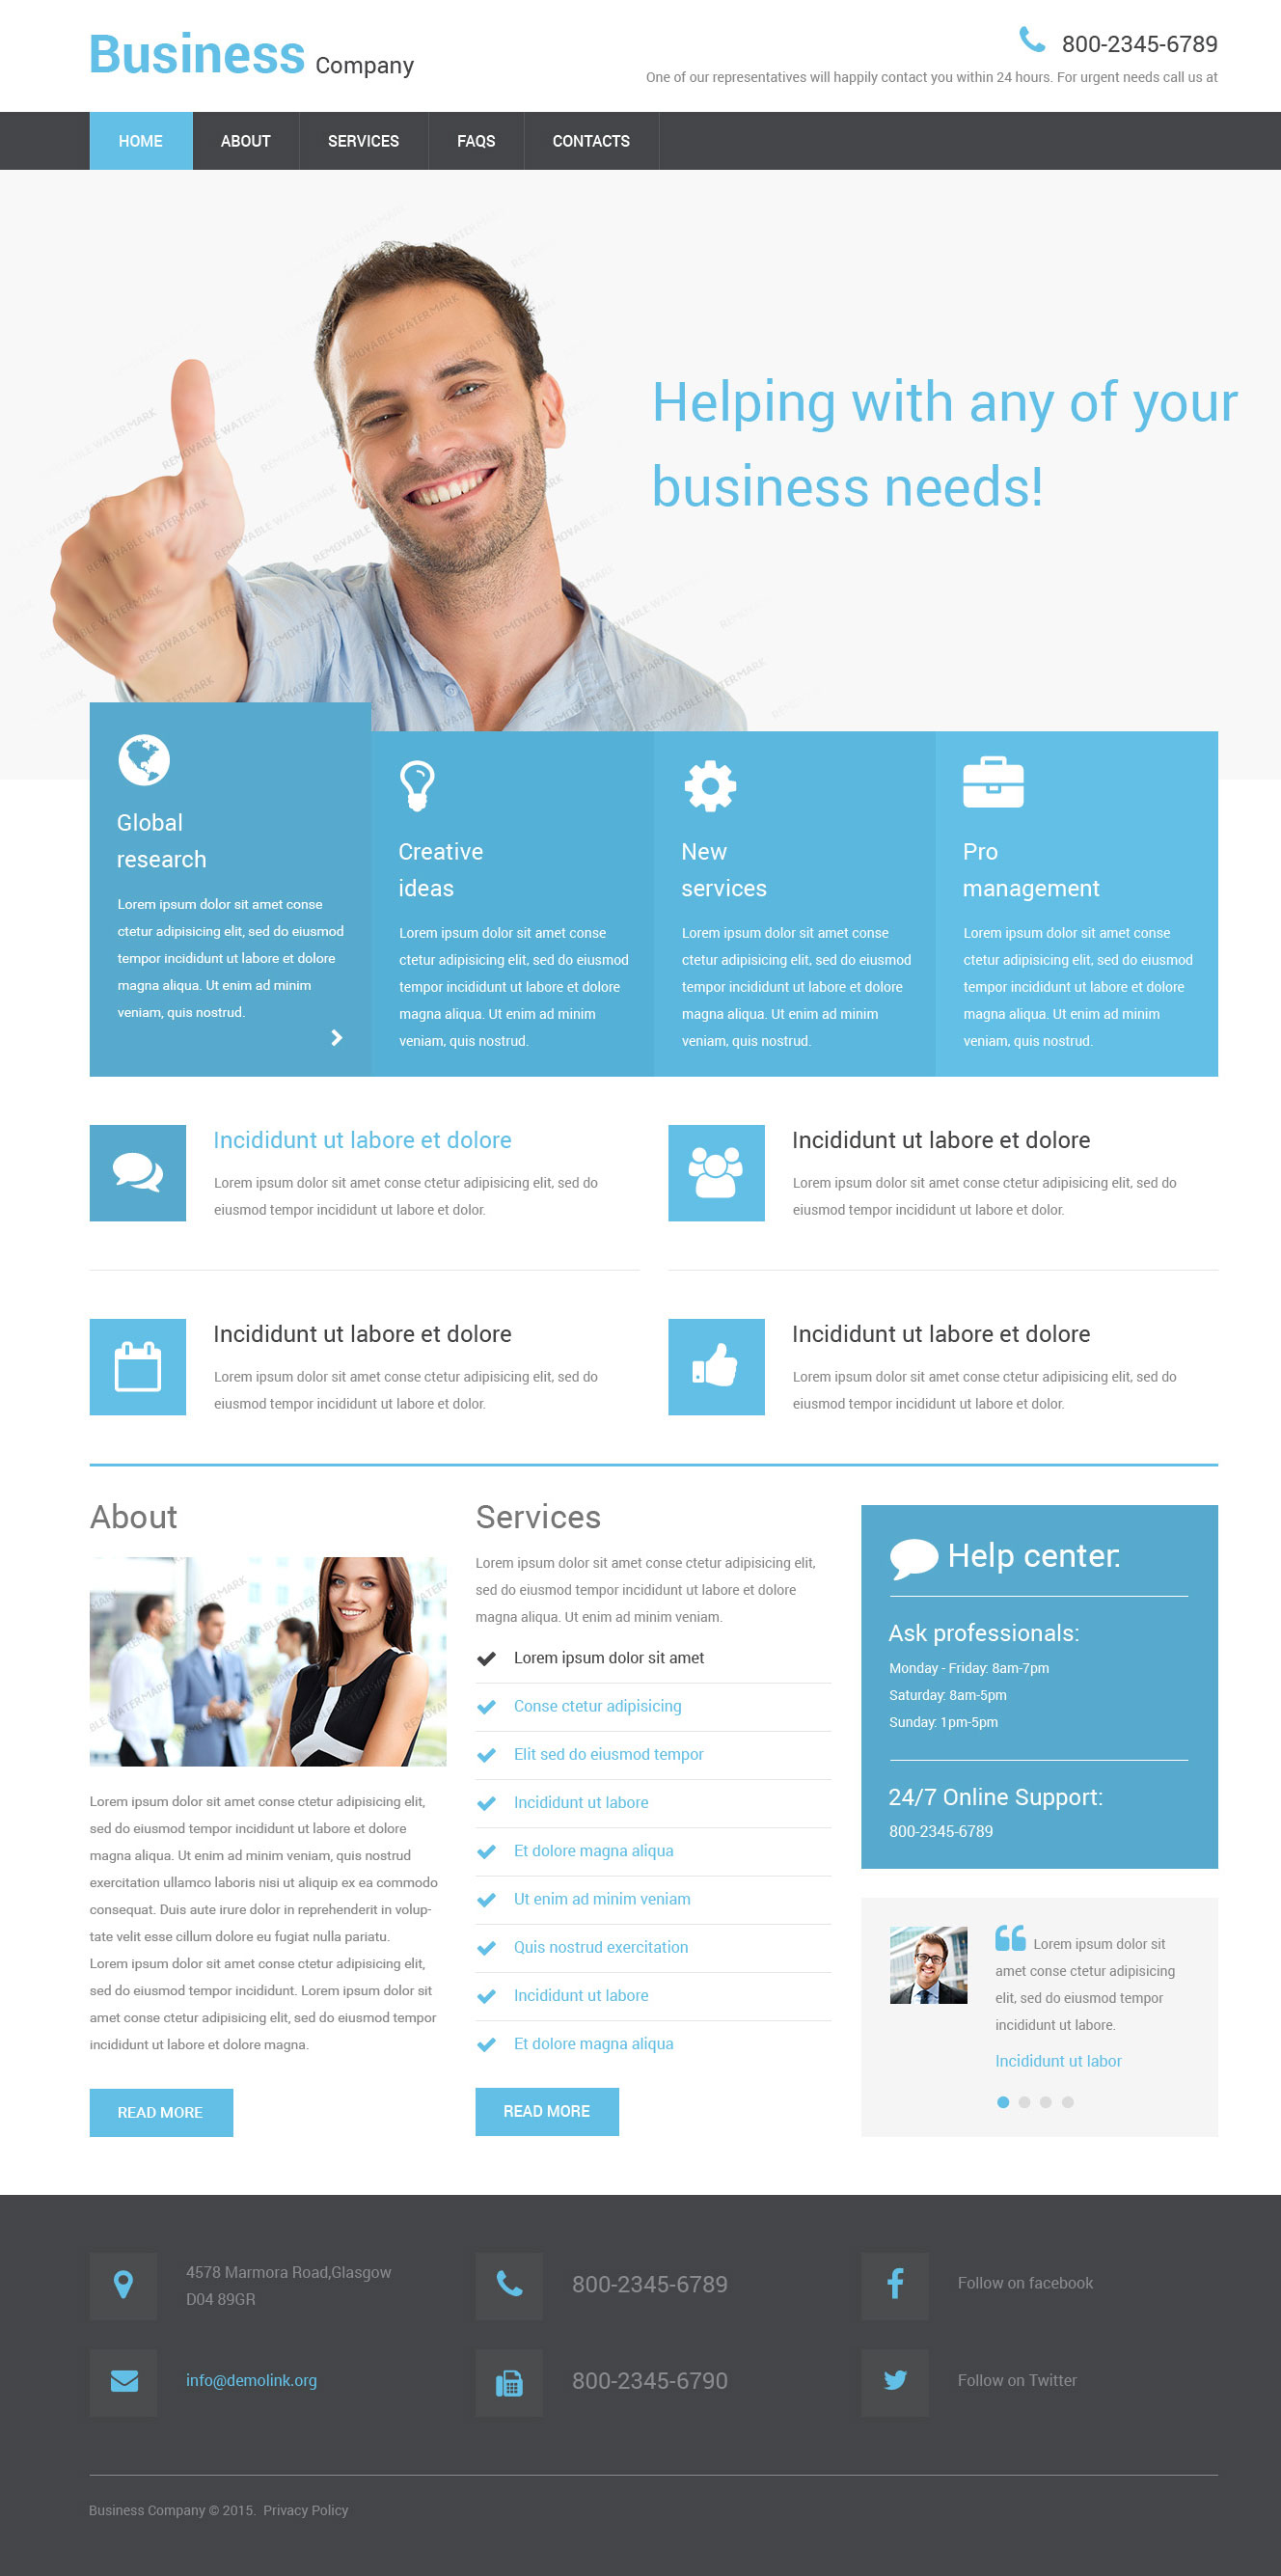 Business Company
800-2345-6789
One of our representatives will happily contact you within 24 hours. For urgent needs call us at
HOME
ABOUT
SERVICES
FAQS
CONTACTS
Helping with any of your
business needs!
REMOVABLE WATERMARK
Global
research
Lorem ipsum dolor sit amet conse
ctetur adipisicing elit, sed do eiusmod
tempor incididunt ut labore et dolore
magna aliqua. Ut enim ad minim
veniam, quis nostrud.
Creative
ideas
Lorem ipsum dolor sit amet conse
ctetur adipisicing elit, sed do eiusmod
tempor incididunt ut labore et dolore
magna aliqua. Ut enim ad minim
veniam, quis nostrud.
New
services
Lorem ipsum dolor sit amet conse
ctetur adipisicing elit, sed do eiusmod
tempor incididunt ut labore et dolore
magna aliqua. Ut enim ad minim
veniam, quis nostrud.
Pro
management
Lorem ipsum dolor sit amet conse
ctetur adipisicing elit, sed do eiusmod
tempor incididunt ut labore et dolore
magna aliqua. Ut enim ad minim
veniam, quis nostrud.
Incididunt ut labore et dolore
Lorem ipsum dolor sit amet conse ctetur adipisicing elit, sed do
eiusmod tempor incididunt ut labore et dolor.
Incididunt ut labore et dolore
Lorem ipsum dolor sit amet conse ctetur adipisicing elit, sed do
eiusmod tempor incididunt ut labore et dolor.
Incididunt ut labore et dolore
Lorem ipsum dolor sit amet conse ctetur adipisicing elit, sed do
eiusmod tempor incididunt ut labore et dolor.
Incididunt ut labore et dolore
Lorem ipsum dolor sit amet conse ctetur adipisicing elit, sed do
eiusmod tempor incididunt ut labore et dolor.
About
Lorem ipsum dolor sit amet conse ctetur adipisicing elit,
sed do eiusmod tempor incididunt ut labore et dolore
magna aliqua. Ut enim ad minim veniam, quis nostrud
exercitation ullamco laboris nisi ut aliquip ex ea commodo
consequat. Duis aute irure dolor in reprehenderit in volup-
tate velit esse cillum dolore eu fugiat nulla pariatu.
Lorem ipsum dolor sit amet conse ctetur adipisicing elit,
sed do eiusmod tempor incididunt. Lorem ipsum dolor sit
amet conse ctetur adipisicing elit, sed do eiusmod tempor
incididunt ut labore et dolore magna.
READ MORE
Services
Lorem ipsum dolor sit amet conse ctetur adipisicing elit,
sed do eiusmod tempor incididunt ut labore et dolore
magna aliqua. Ut enim ad minim veniam.
Lorem ipsum dolor sit amet
Conse ctetur adipisicing
Elit sed do eiusmod tempor
Incididunt ut labore
Et dolore magna aliqua
Ut enim ad minim veniam
Quis nostrud exercitation
Incididunt ut labore
Et dolore magna aliqua
READ MORE
Help center:
Ask professionals:
Monday - Friday: 8am-7pm
Saturday: 8am-5pm
Sunday: 1pm-5pm
24/7 Online Support:
800-2345-6789
Lorem ipsum dolor sit
amet conse ctetur adipisicing
elit, sed do eiusmod tempor
incididunt ut labore.
Incididunt ut labor
4578 Marmora Road,Glasgow
D04 89GR
info@demolink.org
800-2345-6789
800-2345-6790
Follow on facebook
Follow on Twitter
Business Company © 2015. Privacy Policy